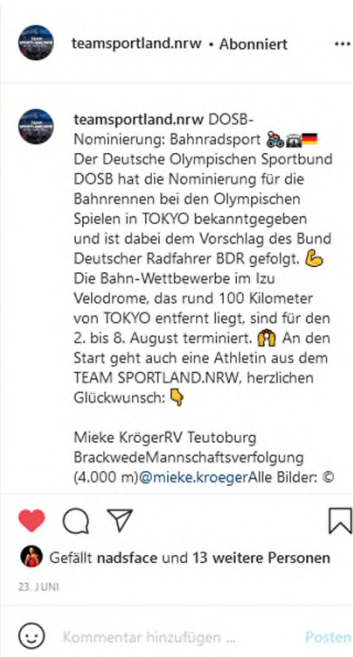 teamsportland.nrw • Abonniert
teamsportland.nrw DOSB-
Nominierung: Bahnradsport
Der Deutsche Olympischen Sportbund
DOSB hat die Nominierung für die
Bahnrennen bei den Olympischen
Spielen in TOKYO bekanntgegeben
und ist dabei dem Vorschlag des Bund
Deutscher Radfahrer BDR gefolgt. 💪
Die Bahn-Wettbewerbe im Izu
Velodrome, das rund 100 Kilometer
von TOKYO entfernt liegt, sind für den
2. bis 8. August terminiert. An den
Start geht auch eine Athletin aus dem
TEAM SPORTLAND.NRW, herzlichen
Glückwunsch: 👇
Mieke KrögerRV Teutoburg
BrackwedeMannschaftsverfolgung
(4.000 m)@mieke.kroegerAlle Bilder: ©
Gefällt nadsface und 13 weitere Personen
23. JUNI
Kommentar hinzufügen ...
Posten